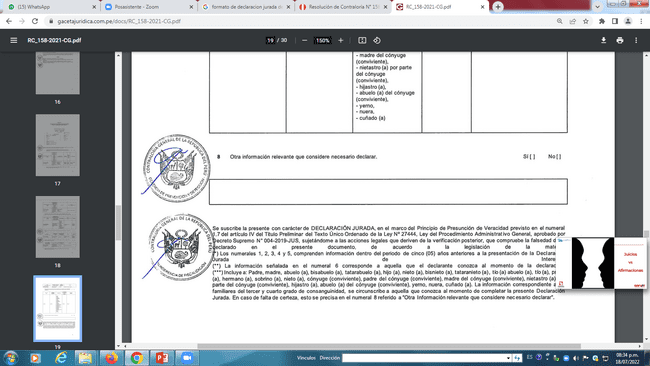 (15) WhatsApp
Posasistente - Zoom
formato de declaracion jurada de
Resolución de Contraloría N° 15
RC_158-2021-CG.pdf
gacetajuridica.com.pe/docs/RC_158-2021-CG.pdf
RC_158-2021-CG.pdf
19 / 30
150%
- madre del cónyuge
(conviviente),
- nietastro (a) por parte
del cónyuge
(conviviente),
- hijastro (a),
- abuelo (a) del cónyuge
(conviviente),
- yerno,
- nuera,
- cuñado (a)
16
17
18
19
8 Otra información relevante que considere necesario declarar. Sí [ ] No [ ]
Se suscribe la presente con carácter de DECLARACIÓN JURADA, en el marco del Principio de Presunción de Veracidad previsto en el numeral
1.7 del artículo IV del Título Preliminar del Texto Único Ordenado de la Ley N° 27444, Ley del Procedimiento Administrativo General, aprobado por
Decreto Supremo N° 004-2019-JUS, sujetándome a las acciones legales que deriven de la verificación posterior, que compruebe la falsedad
declarado en el presente documento, de acuerdo a la legislación de la
(*) Los numerales 1, 2, 3, 4 y 5, comprenden información dentro del periodo de cinco (05) años anteriores a la presentación de la
Jurada de
(**) La información señalada en el numeral 6 corresponde a aquella que el declarante conozca al momento de la
(***) Incluye a: Padre, madre, abuelo (a), bisabuelo (a), tatarabuelo (a), hijo (a), nieto (a), bisnieto (a), tataranieto (a), tío (a) abuelo (a), tío (a),
(a), hermano (a), sobrino (a), nieto (a), cónyuge (conviviente), padre del cónyuge (conviviente), madre del cónyuge (conviviente), nietastro (a)
parte del cónyuge (conviviente), hijastro (a), abuelo (a) del cónyuge (conviviente), yerno, nuera, cuñado (a). La información correspondiente
familiares del tercer y cuarto grado de consanguinidad, se circunscribe a aquella que conozca al momento de completar la presente Declaración
Jurada. En caso de falta de certeza, esto se precisa en el numeral 8 referido a "Otra Información relevante que considere necesario declarar".
Juicios
vs
Afirmaciones
Vínculos Dirección
ES
08:34 p.m.
18/07/2022